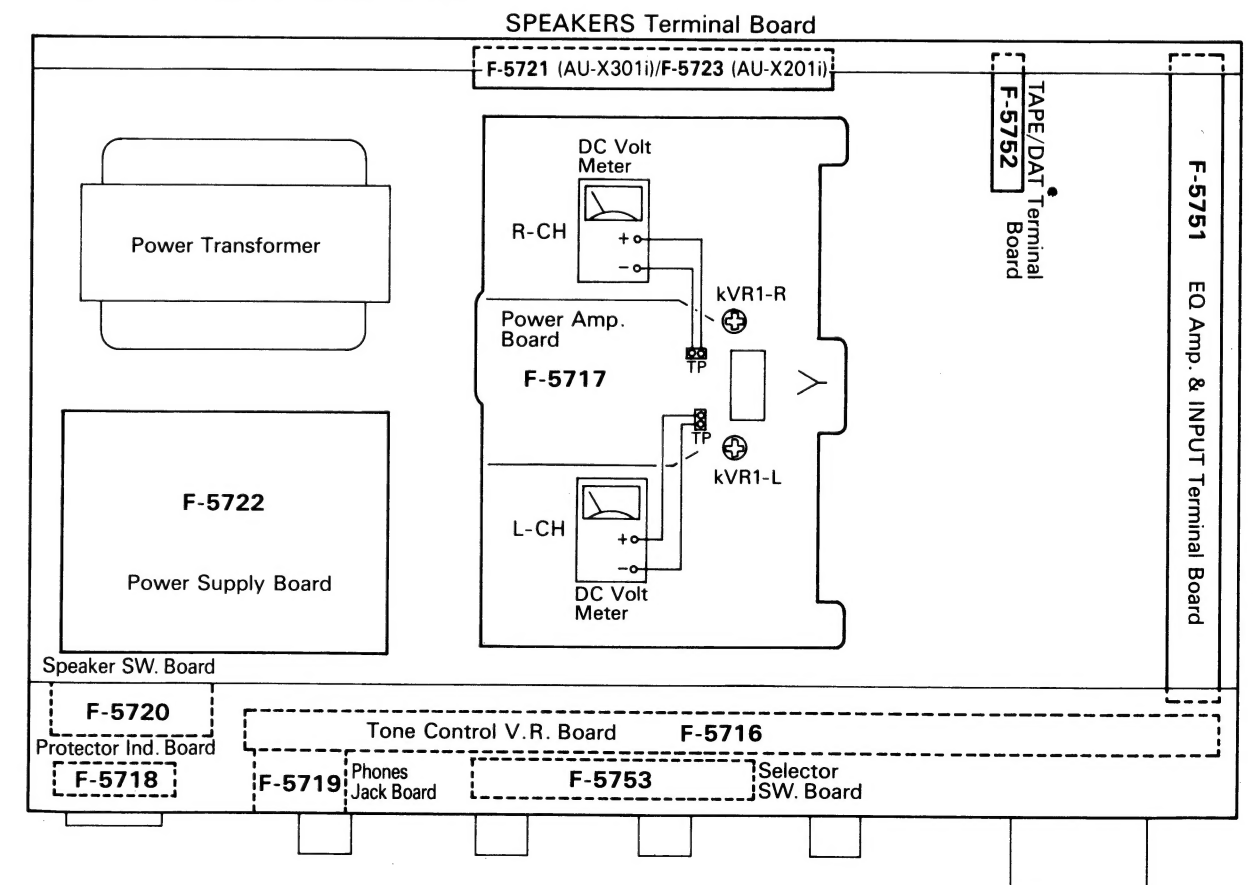 SPEAKERS Terminal Board
F-5721 (AU-X301i)/F-5723 (AU-X201i)
TAPE/DAT Terminal
Board
F-5752
F-5751 EQ Amp. & INPUT Terminal Board
Power Transformer
DC Volt
Meter
R-CH
+
−
kVR1-R
Power Amp.
Board
F-5717
TP
TP
kVR1-L
L-CH
+
−
DC Volt
Meter
F-5722
Power Supply Board
Speaker SW. Board
F-5720
Tone Control V.R. Board F-5716
Protector Ind. Board
F-5718
F-5719
Phones
Jack Board
F-5753
Selector
SW. Board